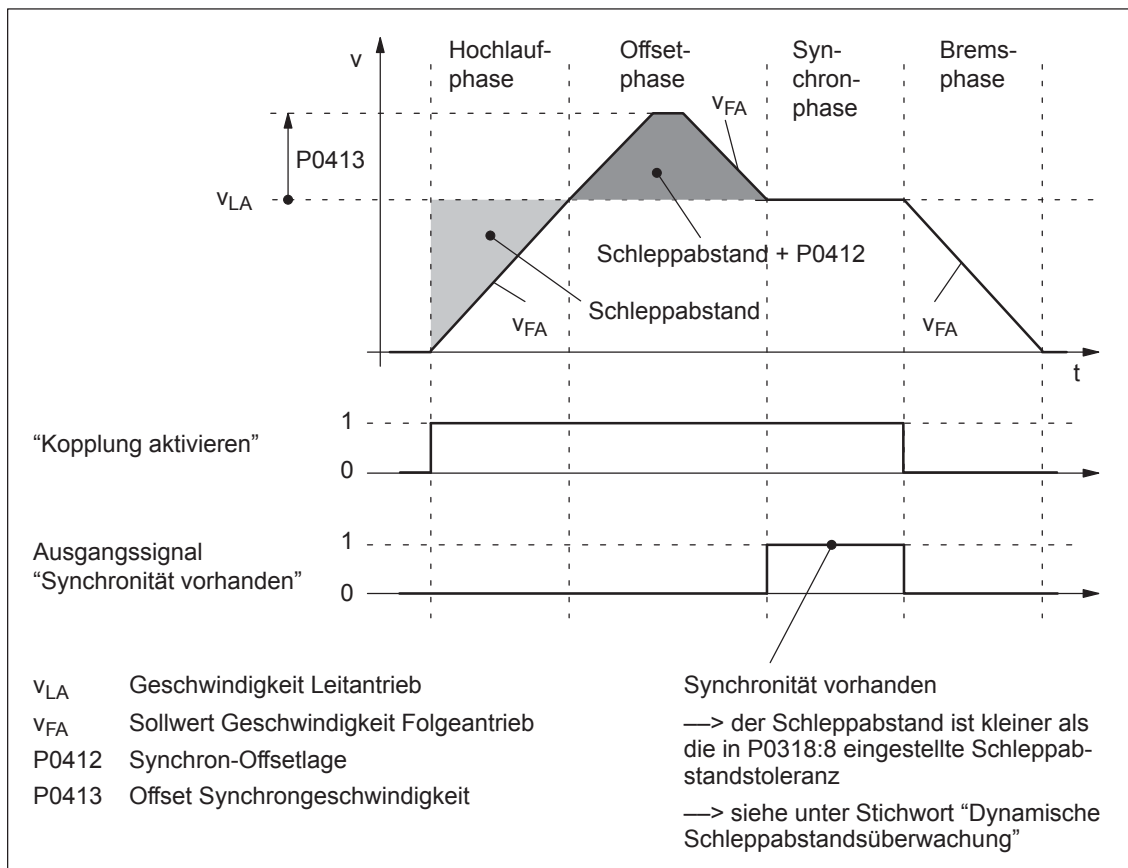 v
Hochlauf-
phase
Offset-
phase
Syn-
chron-
phase
Brems-
phase
vFA
P0413
vLA
Schleppabstand + P0412
Schleppabstand
vFA
vFA
t
“Kopplung aktivieren”
1
0
Ausgangssignal
“Synchronität vorhanden”
1
0
vLA Geschwindigkeit Leitantrieb
vFA Sollwert Geschwindigkeit Folgeantrieb
P0412 Synchron-Offsetlage
P0413 Offset Synchrongeschwindigkeit
Synchronität vorhanden
––> der Schleppabstand ist kleiner als
die in P0318:8 eingestellte Schleppab-
standstoleranz
––> siehe unter Stichwort “Dynamische
Schleppabstandsüberwachung”